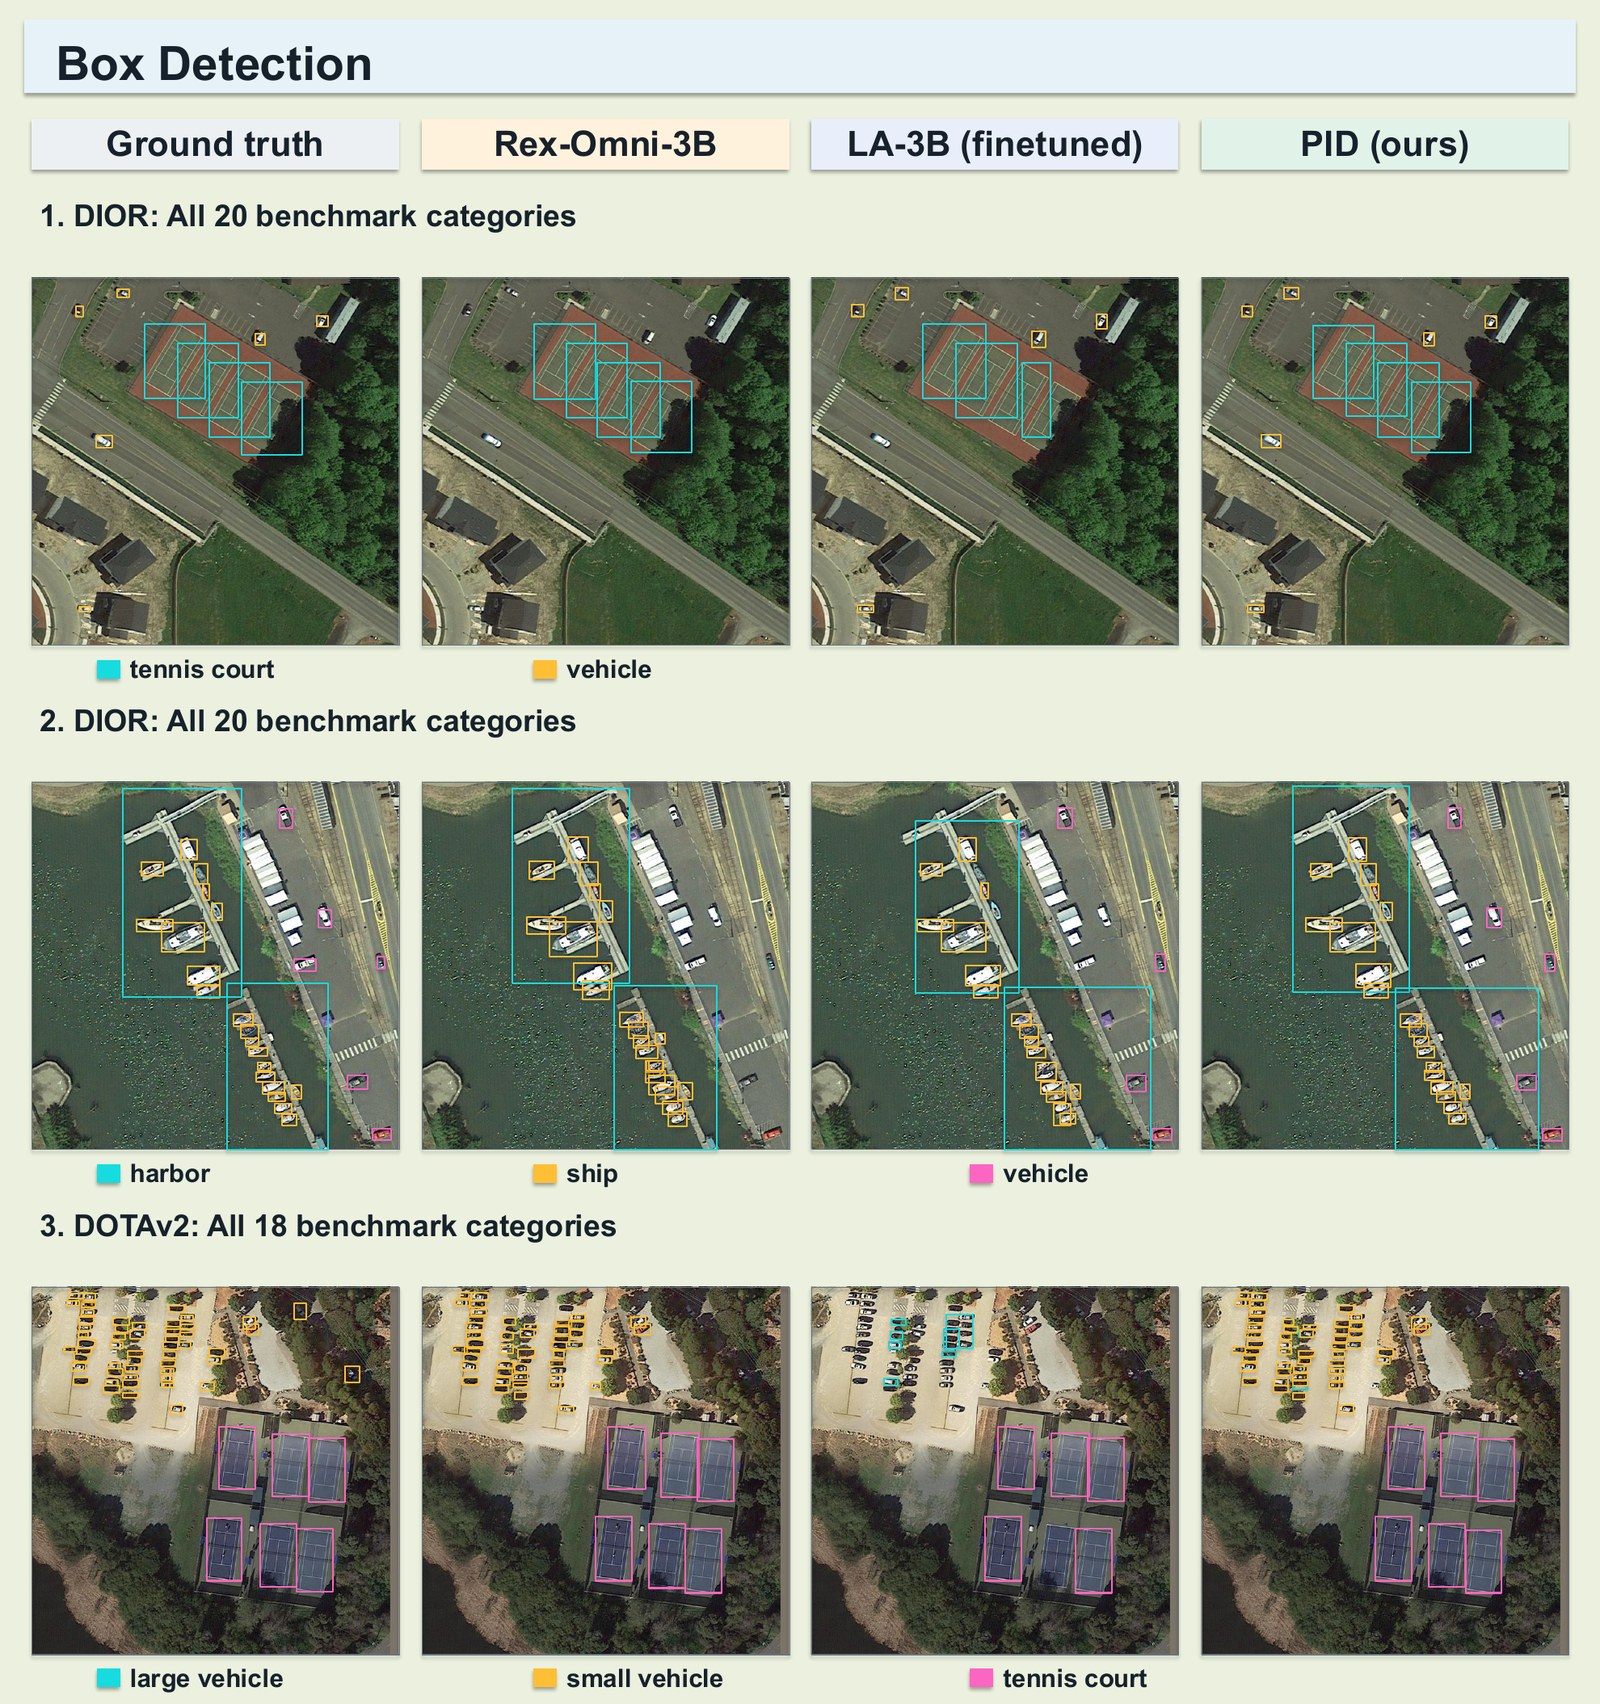 Box Detection
Ground truth
Rex-Omni-3B
LA-3B (finetuned)
PID (ours)
1. DIOR: All 20 benchmark categories
tennis court
vehicle
2. DIOR: All 20 benchmark categories
harbor
ship
vehicle
3. DOTAv2: All 18 benchmark categories
large vehicle
small vehicle
tennis court